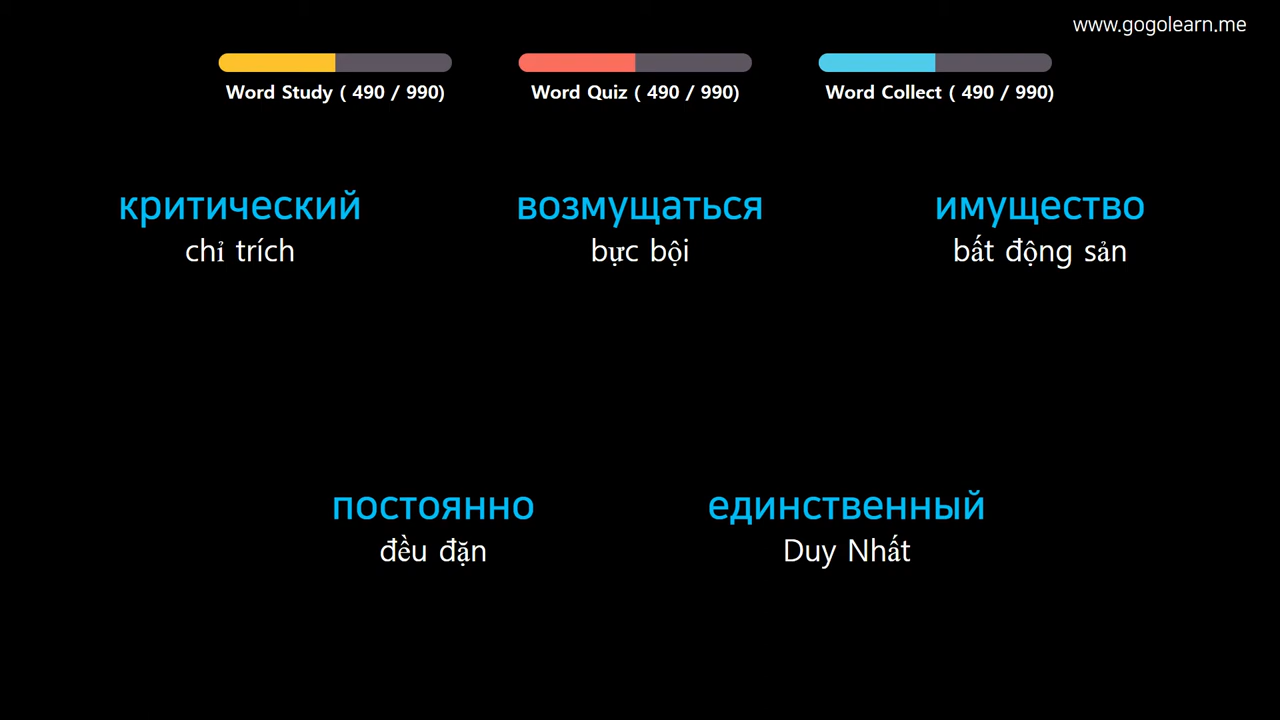 www.gogolearn.me
Word Study ( 490 / 990)
Word Quiz ( 490 / 990)
Word Collect ( 490 / 990)
критический
chỉ trích
возмущаться
bực bội
имущество
bất động sản
постоянно
đều đặn
единственный
Duy Nhất